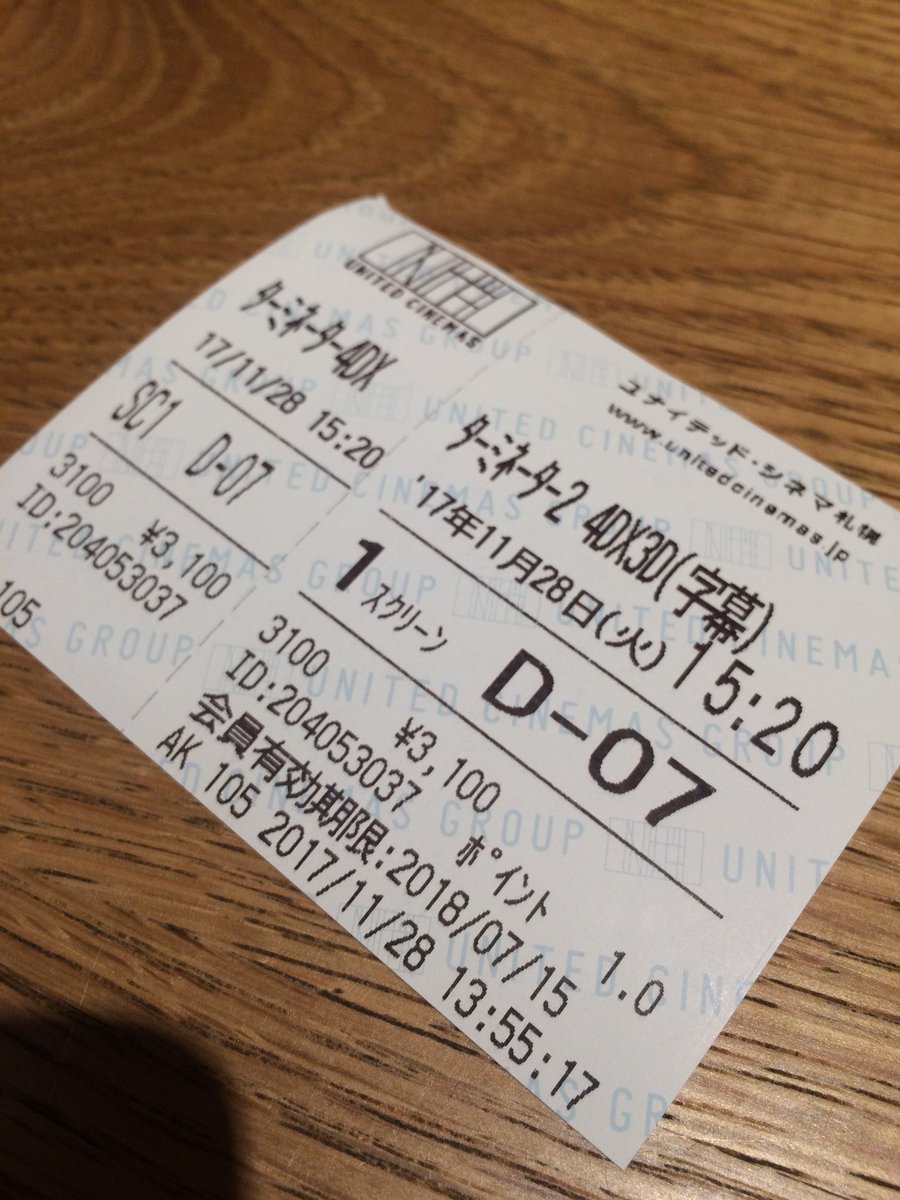 UNITED CINEMAS
ターミネーター4DX
17/11/28 15:20
SC1 D-07
3100 ¥3,100
ID:204053037
105
ユナイテッド・シネマ札幌
www.unitedcinemas.jp
ターミネーター2 4DX3D(字幕)
'17年11月28日(火) 15:20
1スクリーン D-07
3100 ¥3,100 ポイント 1.0
ID:204053037
会員有効期限:2018/07/15
AK 105 2017/11/28 13:55:17
UNITED CINEMAS GROUP